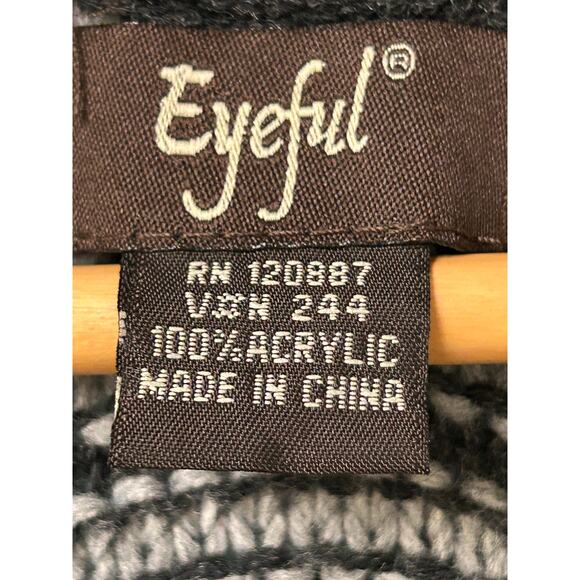 Eyeful®
RN 120887
V#N 244
100% ACRYLIC
MADE IN CHINA